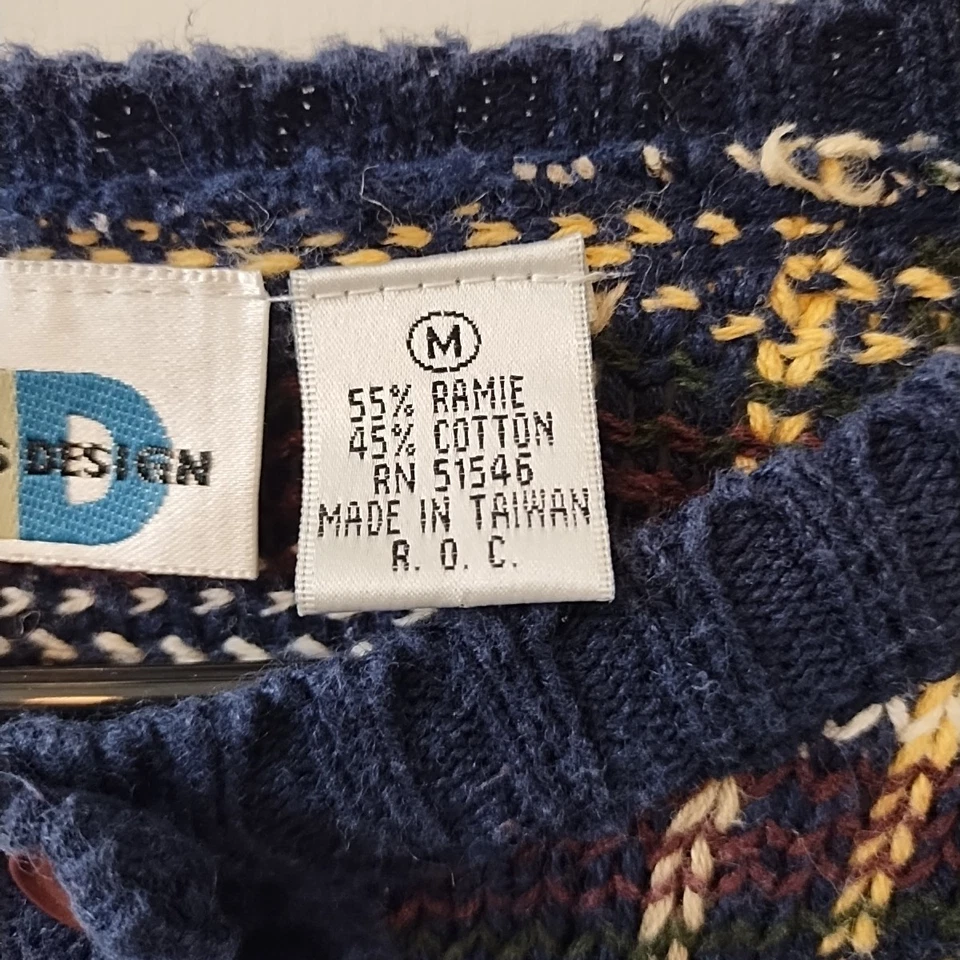 S DESIGN
M
55% RAMIE
45% COTTON
RN 51546
MADE IN TAIWAN
R. O. C.